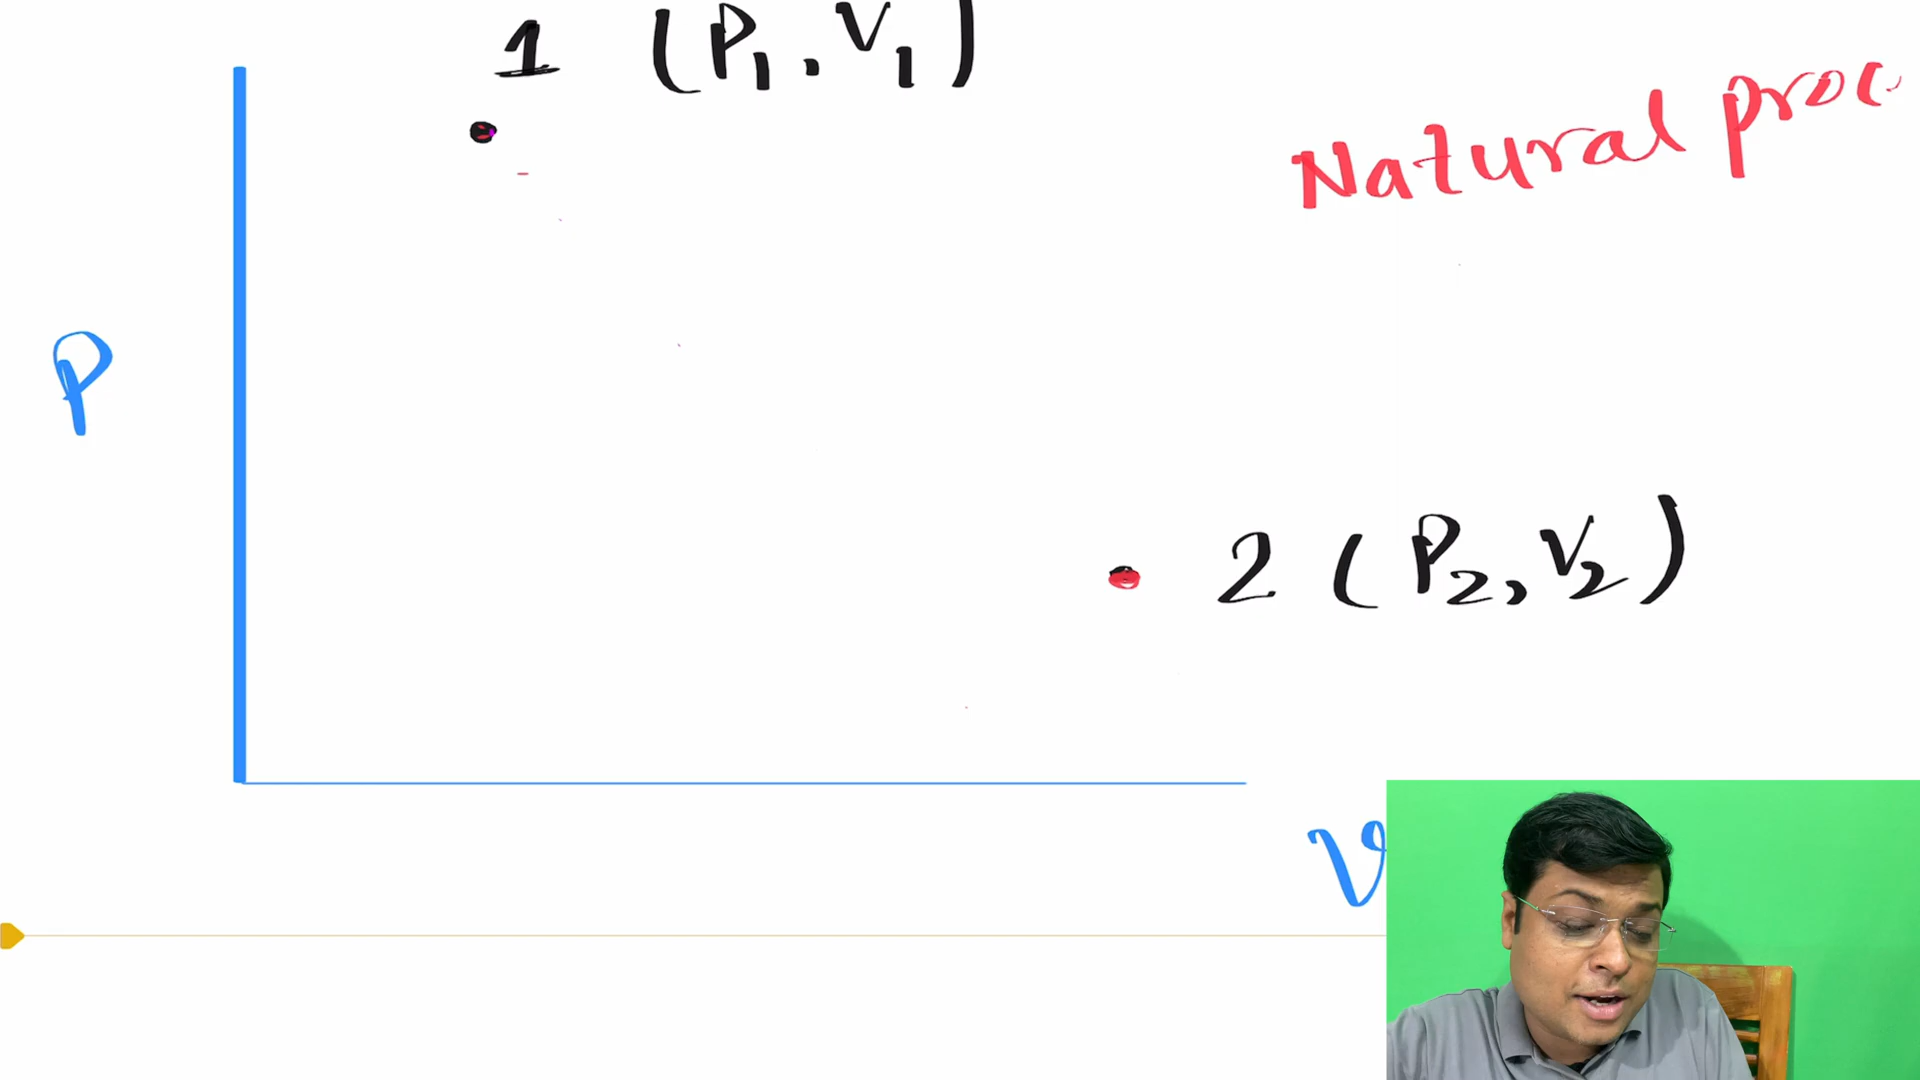 1 (P₁, V₁)
Natural proc
P
2 (P₂, V₂)
V